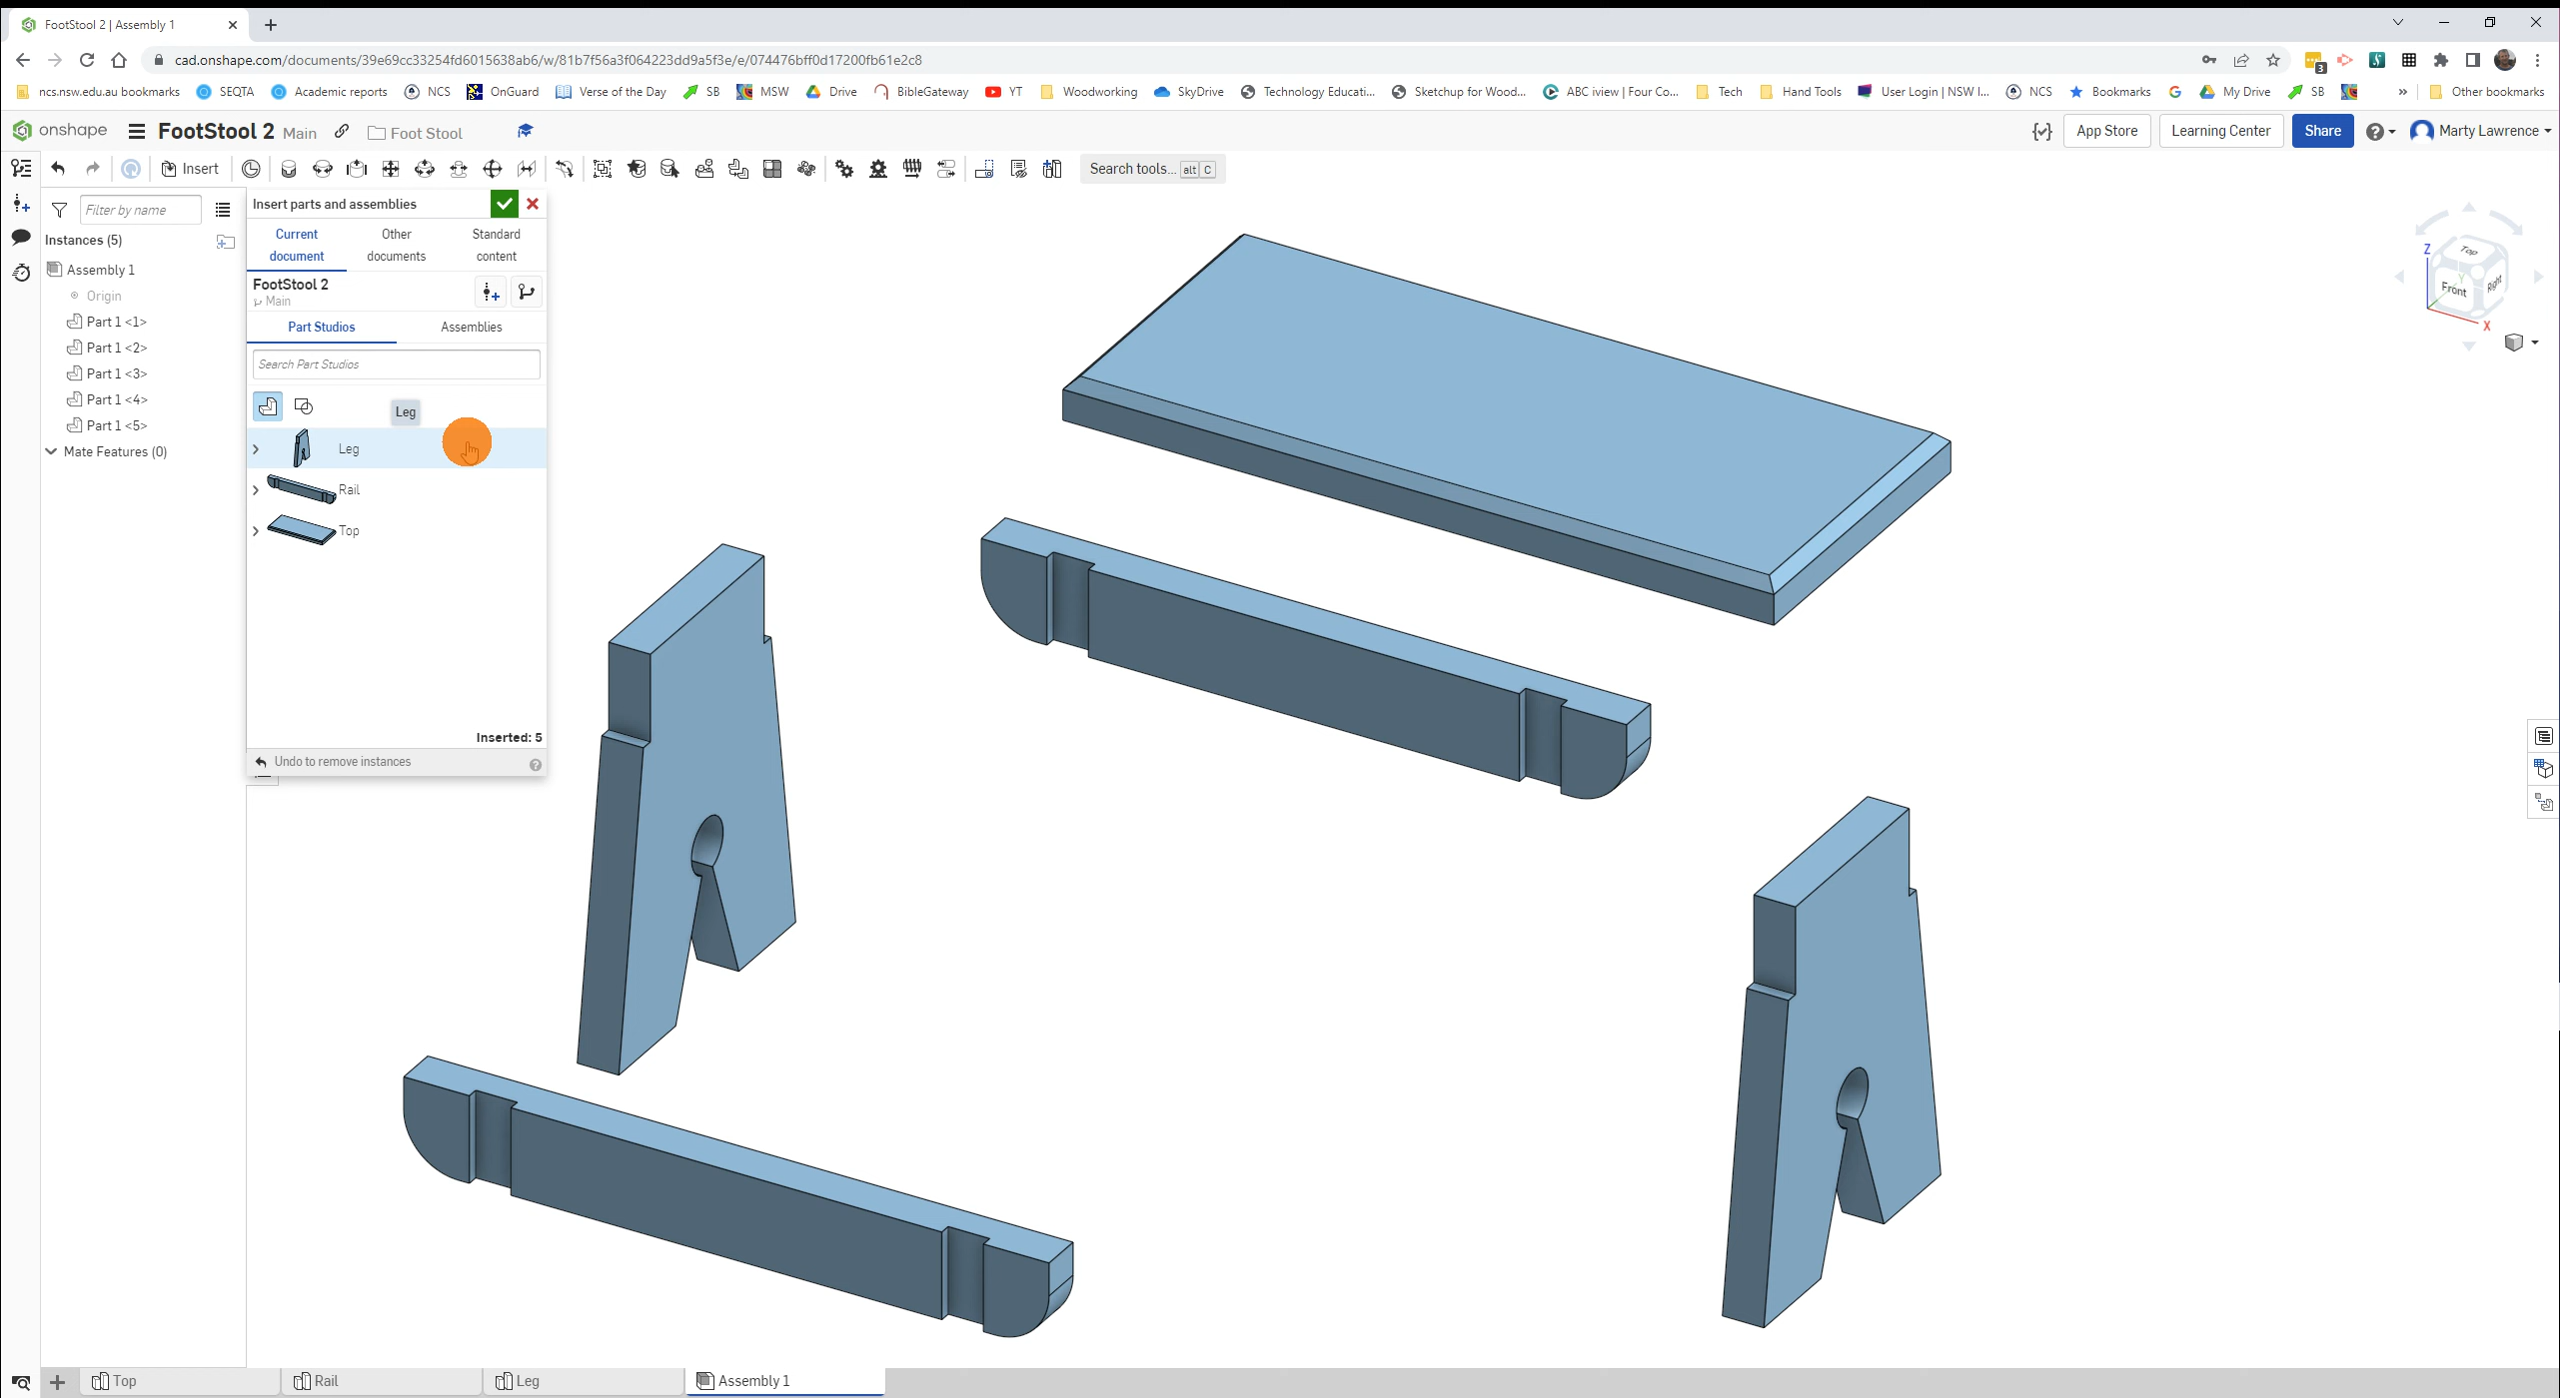 FootStool 2 | Assembly 1
cad.onshape.com/documents/39e69cc33254fd6015638ab6/w/81b7f56a3f064223dd9a5f3e/e/074476bff0d17200fb61e2c8
3
ncs.nsw.edu.au bookmarks SEQTA Academic reports NCS OnGuard Verse of the Day SB MSW Drive BibleGateway YT Woodworking SkyDrive Technology Educati... Sketchup for Wood... ABC iview | Four Co... Tech Hand Tools User Login | NSW I... NCS Bookmarks My Drive SB » Other bookmarks
onshape FootStool 2 Main Foot Stool App Store Learning Center Share Marty Lawrence
Insert Search tools... alt C
Filter by name
Instances (5)
Assembly 1
Origin
Part 1 <1>
Part 1 <2>
Part 1 <3>
Part 1 <4>
Part 1 <5>
Mate Features (0)
Insert parts and assemblies
Current document
Other documents
Standard content
FootStool 2
Main
Part Studios Assemblies
Search Part Studios
Leg
Leg
Rail
Top
Inserted: 5
Undo to remove instances
Z
Top
Y
Front
Right
X
Top Rail Leg Assembly 1